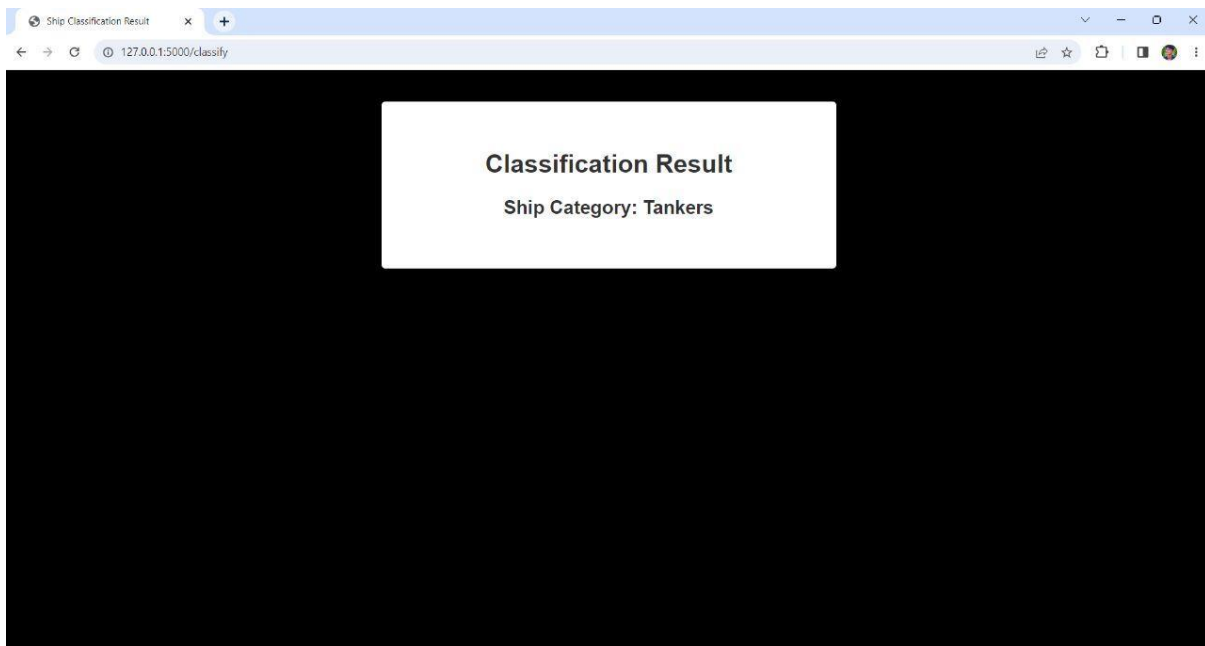 Ship Classification Result
127.0.0.1:5000/classify
Classification Result
Ship Category: Tankers